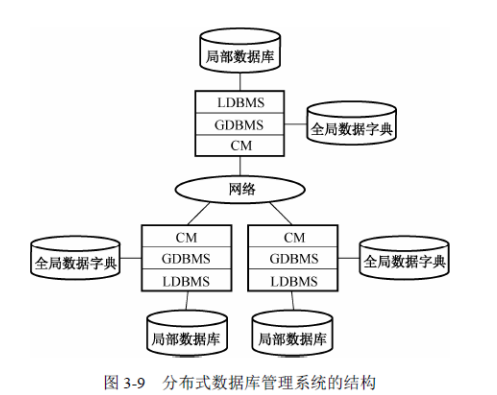 局部数据库
LDBMS
GDBMS
全局数据字典
CM
网络
CM
GDBMS
LDBMS
全局数据字典
CM
GDBMS
LDBMS
全局数据字典
局部数据库
局部数据库
图 3-9 分布式数据库管理系统的结构